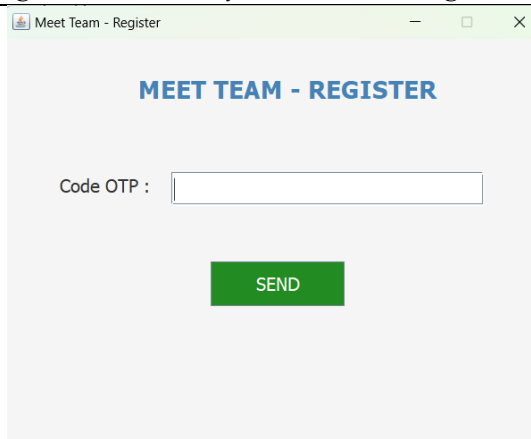 Meet Team - Register
MEET TEAM - REGISTER
Code OTP :
SEND